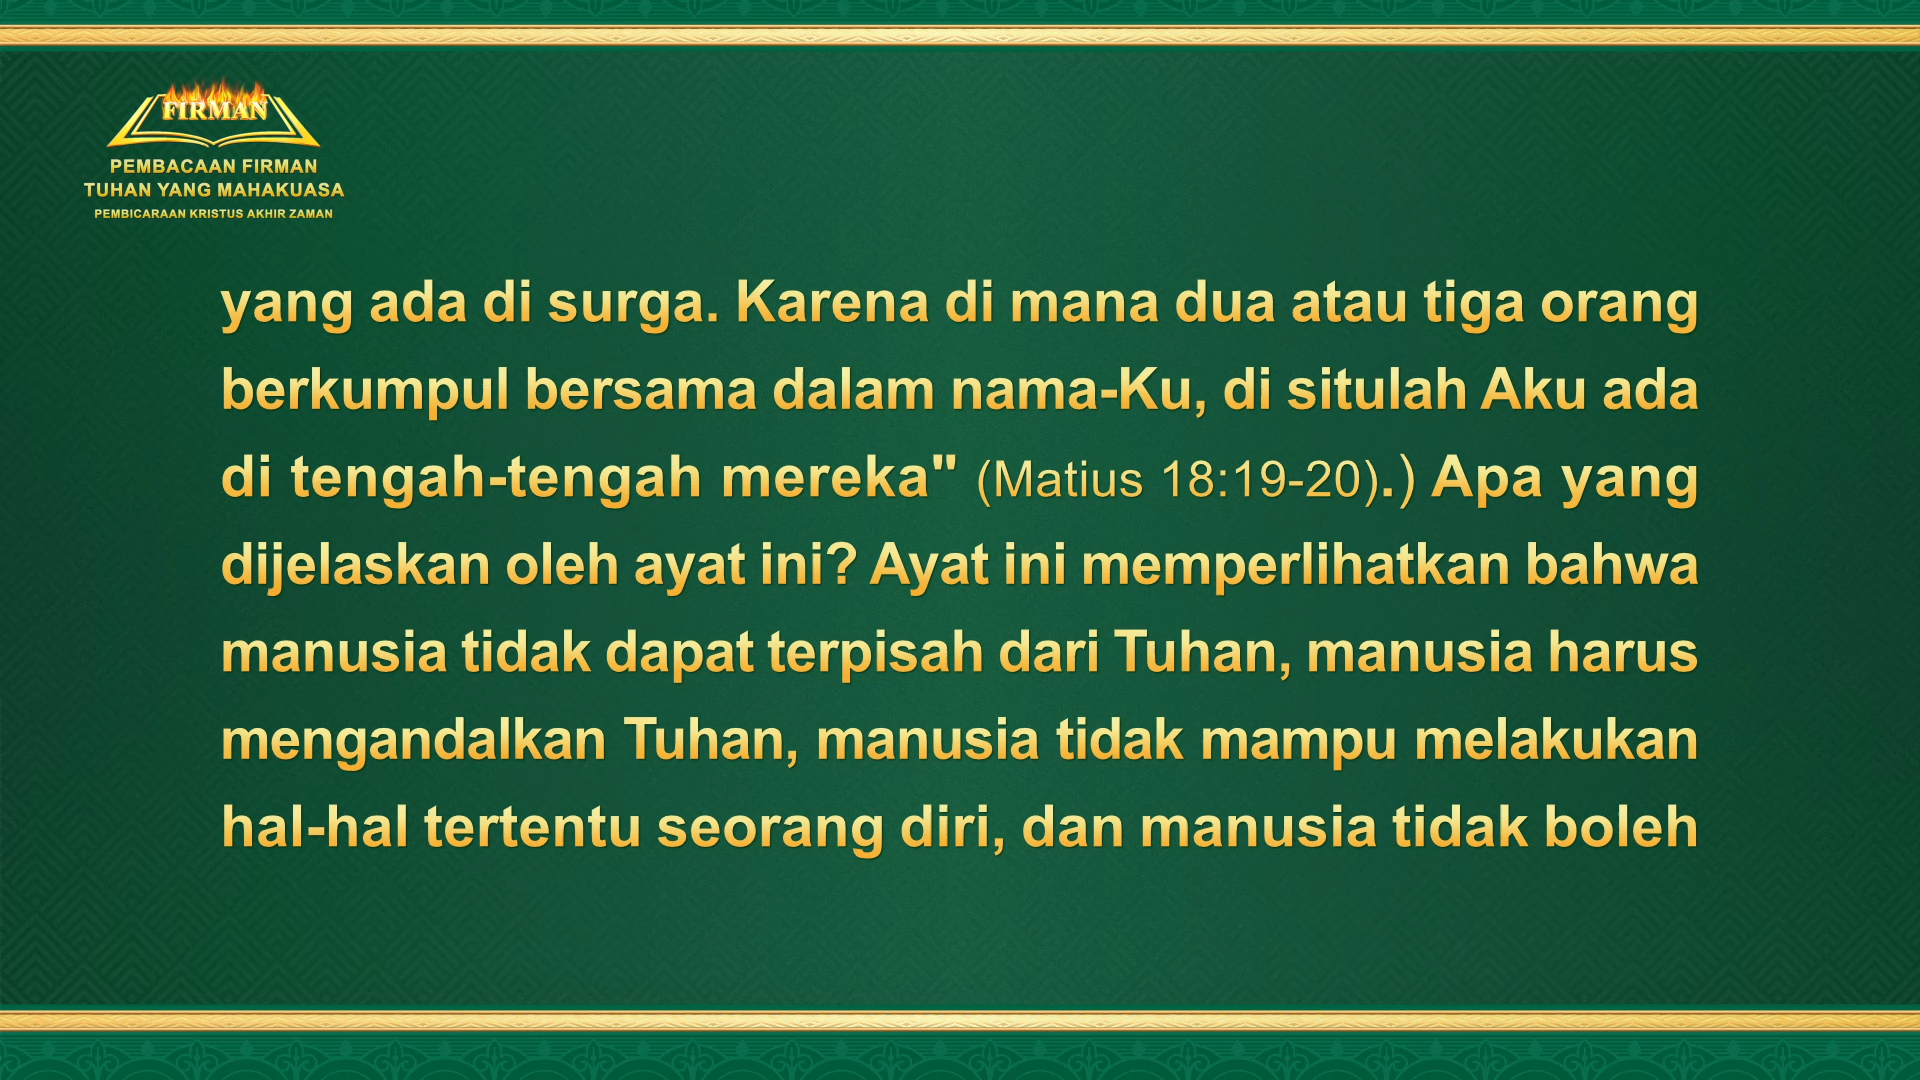 FIRMAN
PEMBACAAN FIRMAN
TUHAN YANG MAHAKUASA
PEMBICARAAN KRISTUS AKHIR ZAMAN
yang ada di surga. Karena di mana dua atau tiga orang
berkumpul bersama dalam nama-Ku, di situlah Aku ada
di tengah-tengah mereka" (Matius 18:19-20).) Apa yang
dijelaskan oleh ayat ini? Ayat ini memperlihatkan bahwa
manusia tidak dapat terpisah dari Tuhan, manusia harus
mengandalkan Tuhan, manusia tidak mampu melakukan
hal-hal tertentu seorang diri, dan manusia tidak boleh